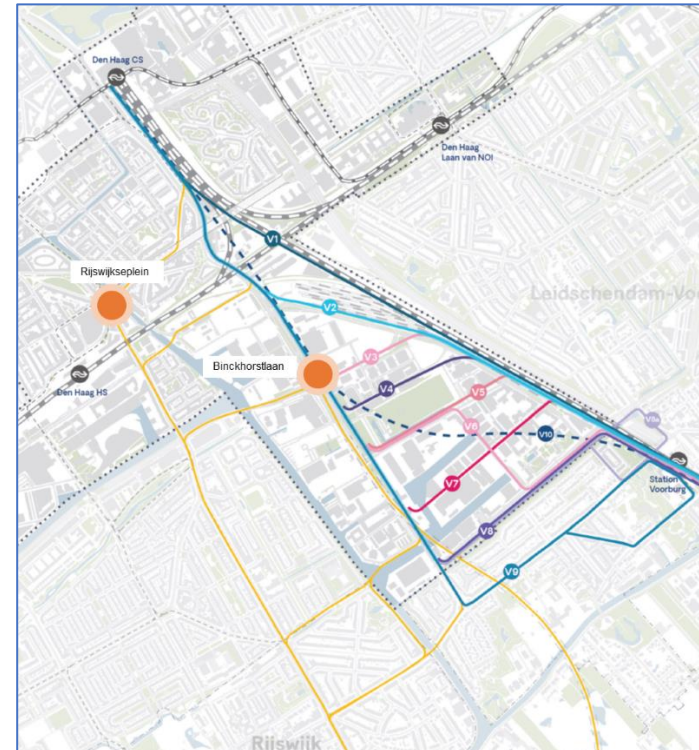 Den Haag CS
Den Haag
Laan van NOI
V1
Rijswijkseplein
Leidschendam-Vo
V2
Binckhorstlaan
V3
Den Haag HS
V4
V5
V6
V10
Station
Voorburg
V7
V8
V9
Rijswijk